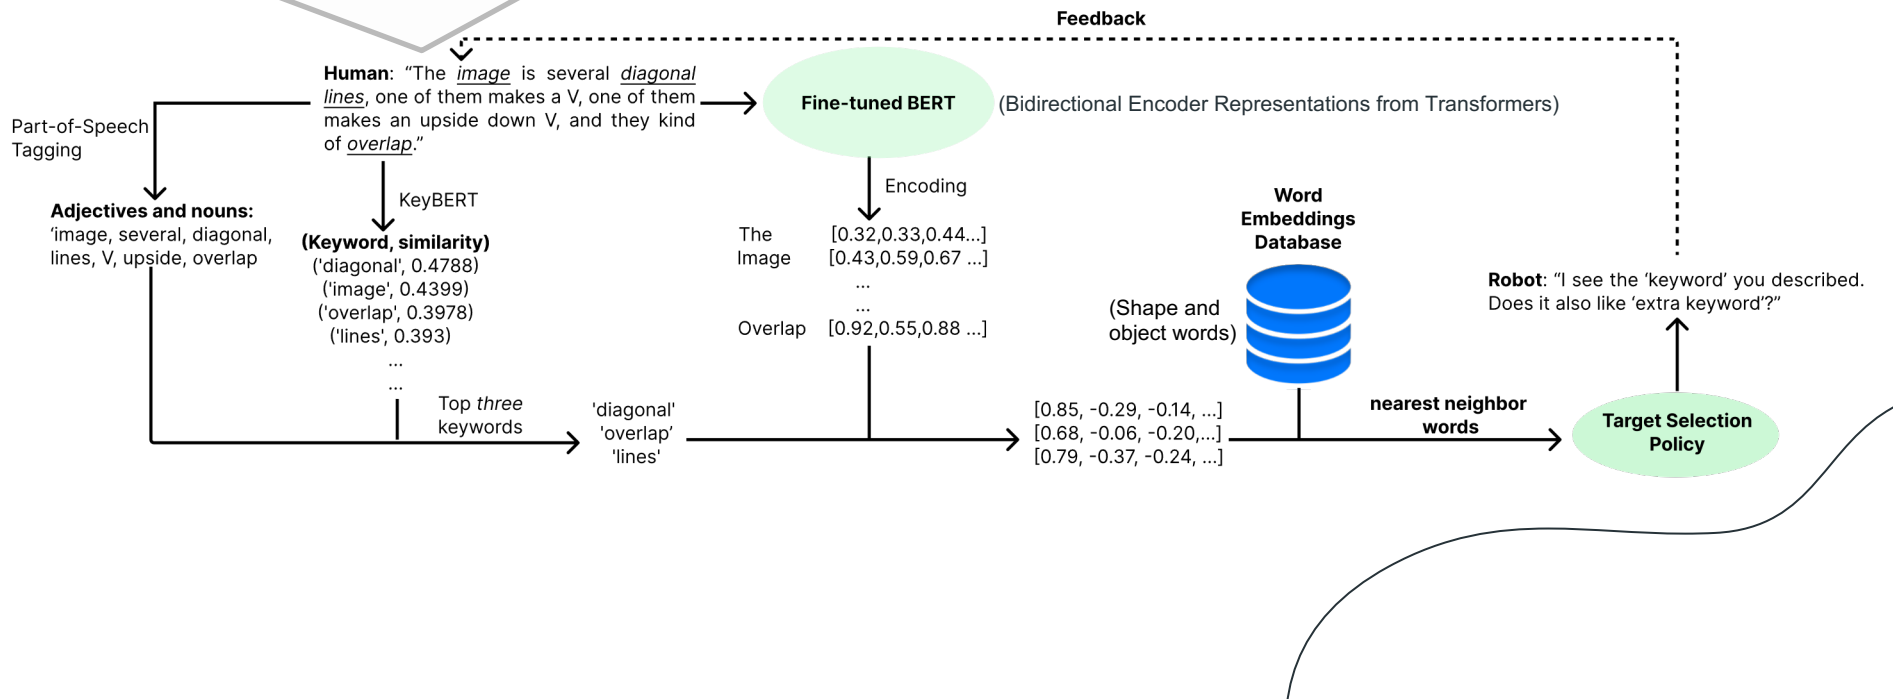 Feedback
Human: “The image is several diagonal
lines, one of them makes a V, one of them
makes an upside down V, and they kind
of overlap.”
Fine-tuned BERT
(Bidirectional Encoder Representations from Transformers)
Part-of-Speech
Tagging
KeyBERT
Encoding
Adjectives and nouns:
‘image, several, diagonal,
lines, V, upside, overlap
(Keyword, similarity)
('diagonal', 0.4788)
('image', 0.4399)
('overlap', 0.3978)
('lines', 0.393)
...
...
The [0.32,0.33,0.44...]
Image [0.43,0.59,0.67 ...]
...
...
Overlap [0.92,0.55,0.88 ...]
Word
Embeddings
Database
(Shape and
object words)
Robot: “I see the ‘keyword’ you described.
Does it also like ‘extra keyword’?”
Top three
keywords
'diagonal'
'overlap’
'lines'
[0.85, -0.29, -0.14, ...]
[0.68, -0.06, -0.20,...]
[0.79, -0.37, -0.24, ...]
nearest neighbor
words
Target Selection
Policy